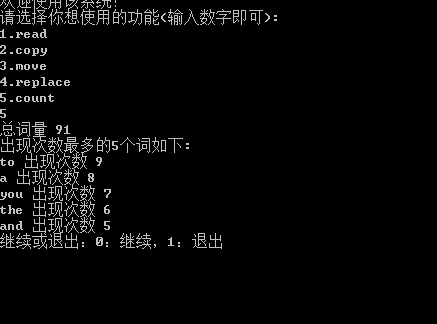 欢迎使用该系统!
请选择你想使用的功能(输入数字即可):
1.read
2.copy
3.move
4.replace
5.count
5
总词量 91
出现次数最多的5个词如下:
to 出现次数 9
a 出现次数 8
you 出现次数 7
the 出现次数 6
and 出现次数 5
继续或退出: 0: 继续, 1: 退出